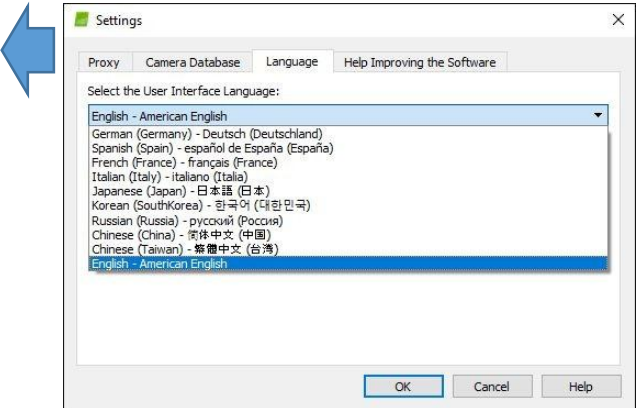 Settings
Proxy Camera Database Language Help Improving the Software
Select the User Interface Language:
English - American English
German (Germany) - Deutsch (Deutschland)
Spanish (Spain) - español de España (España)
French (France) - français (France)
Italian (Italy) - italiano (Italia)
Japanese (Japan) - 日本語 (日本)
Korean (SouthKorea) - 한국어 (대한민국)
Russian (Russia) - русский (Россия)
Chinese (China) - 简体中文 (中国)
Chinese (Taiwan) - 繁體中文 (台湾)
English - American English
OK Cancel Help